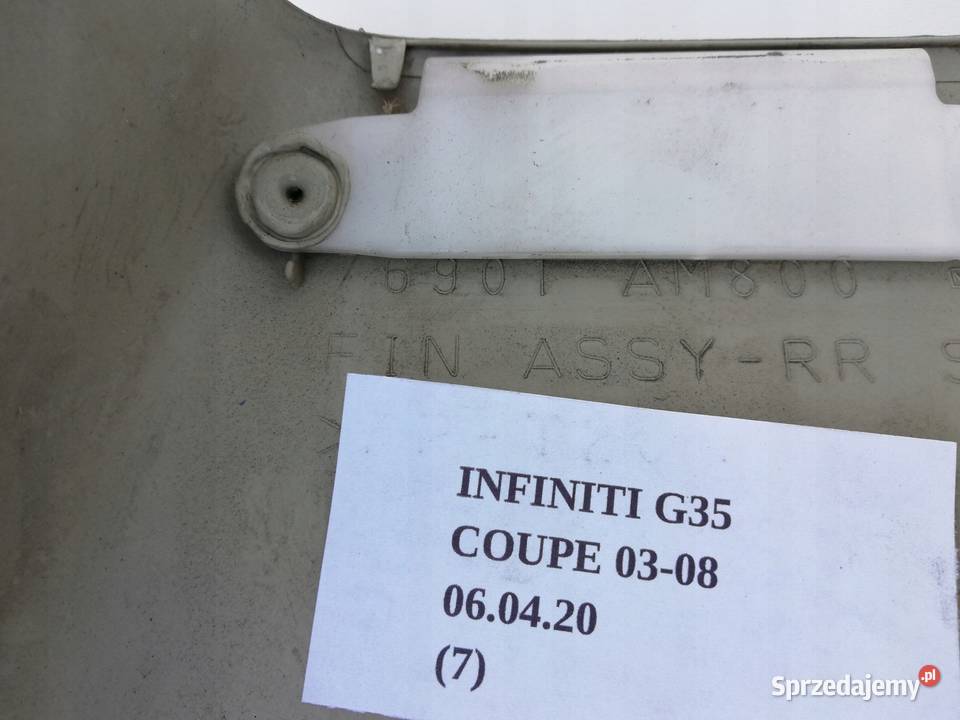 76901 AM800
FIN ASSY-RR S
INFINITI G35
COUPE 03-08
06.04.20
(7)
Sprzedajemy.pl